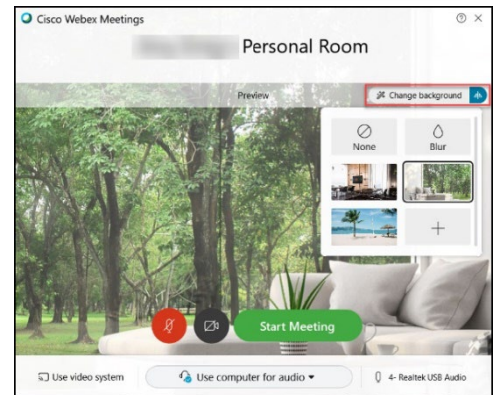 Cisco Webex Meetings
Personal Room
Preview
Change background
None
Blur
Start Meeting
Use video system
Use computer for audio
4- Realtek USB Audio